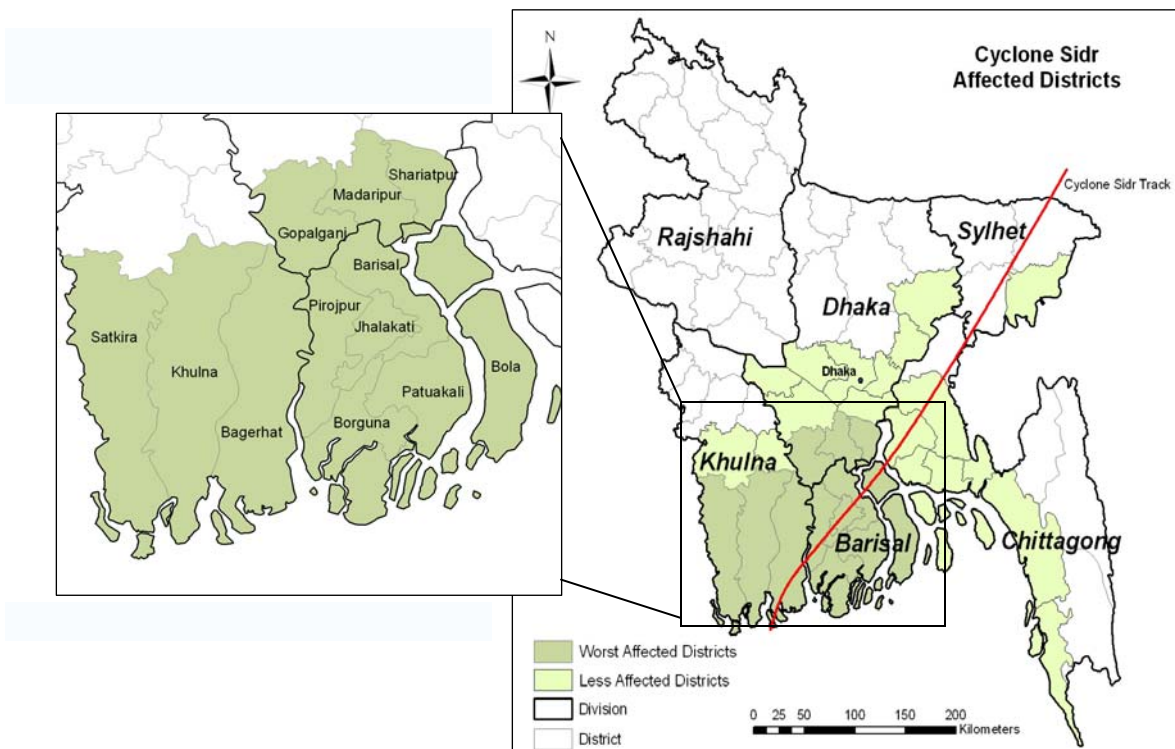 N
Cyclone Sidr
Affected Districts
Cyclone Sidr Track
Rajshahi
Sylhet
Dhaka
Dhaka
Khulna
Barisal
Chittagong
Shariatpur
Madaripur
Gopalganj
Barisal
Pirojpur
Jhalakati
Satkira
Khulna
Bola
Patuakali
Borguna
Bagerhat
Worst Affected Districts
Less Affected Districts
Division
District
0 25 50 100 150 200
Kilometers